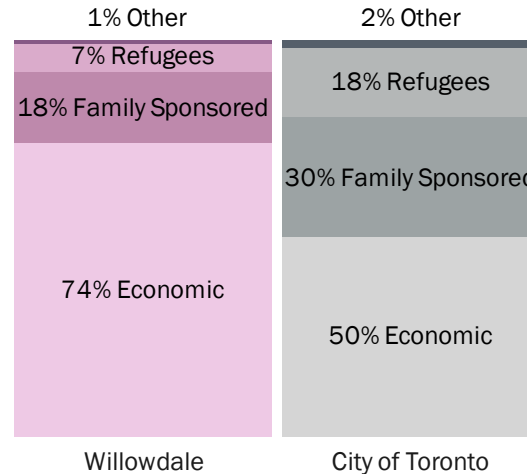 1% Other
2% Other
7% Refugees
18% Refugees
18% Family Sponsored
30% Family Sponsored
74% Economic
50% Economic
Willowdale
City of Toronto